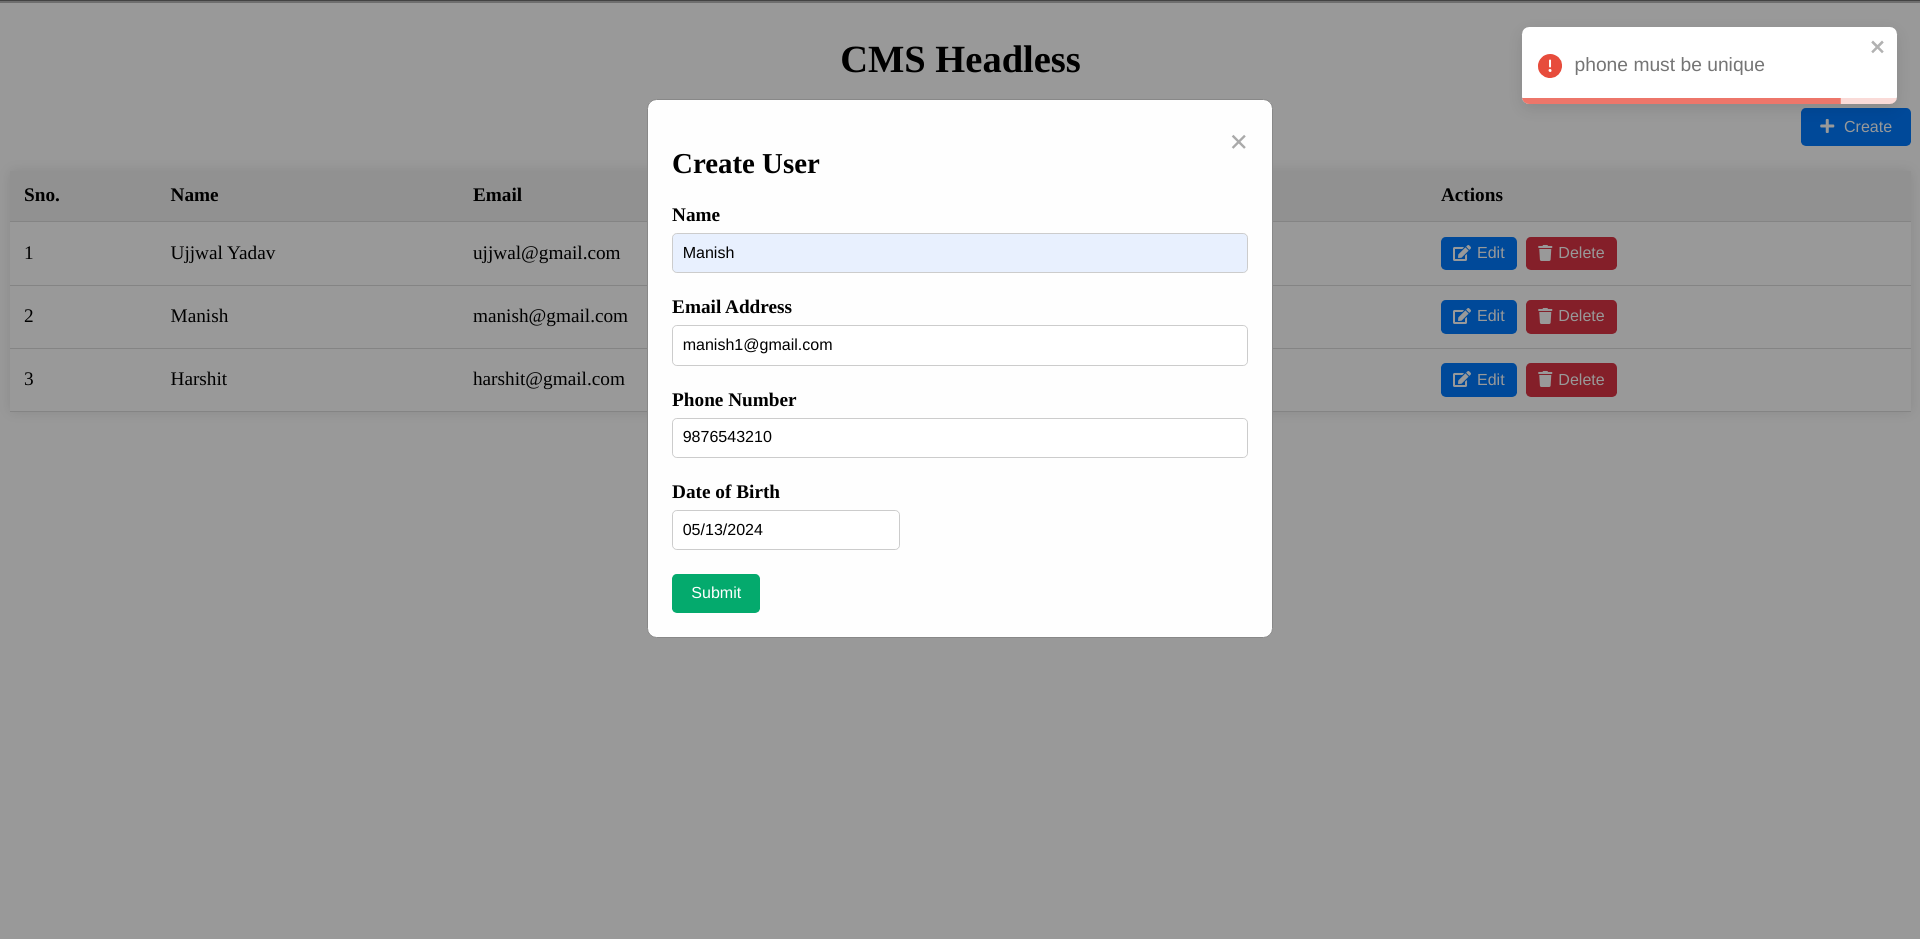 CMS Headless
phone must be unique
Create
Sno. Name Email Actions
1 Ujjwal Yadav ujjwal@gmail.com Edit Delete
2 Manish manish@gmail.com Edit Delete
3 Harshit harshit@gmail.com Edit Delete
Create User
Name
Manish
Email Address
manish1@gmail.com
Phone Number
9876543210
Date of Birth
05/13/2024
Submit